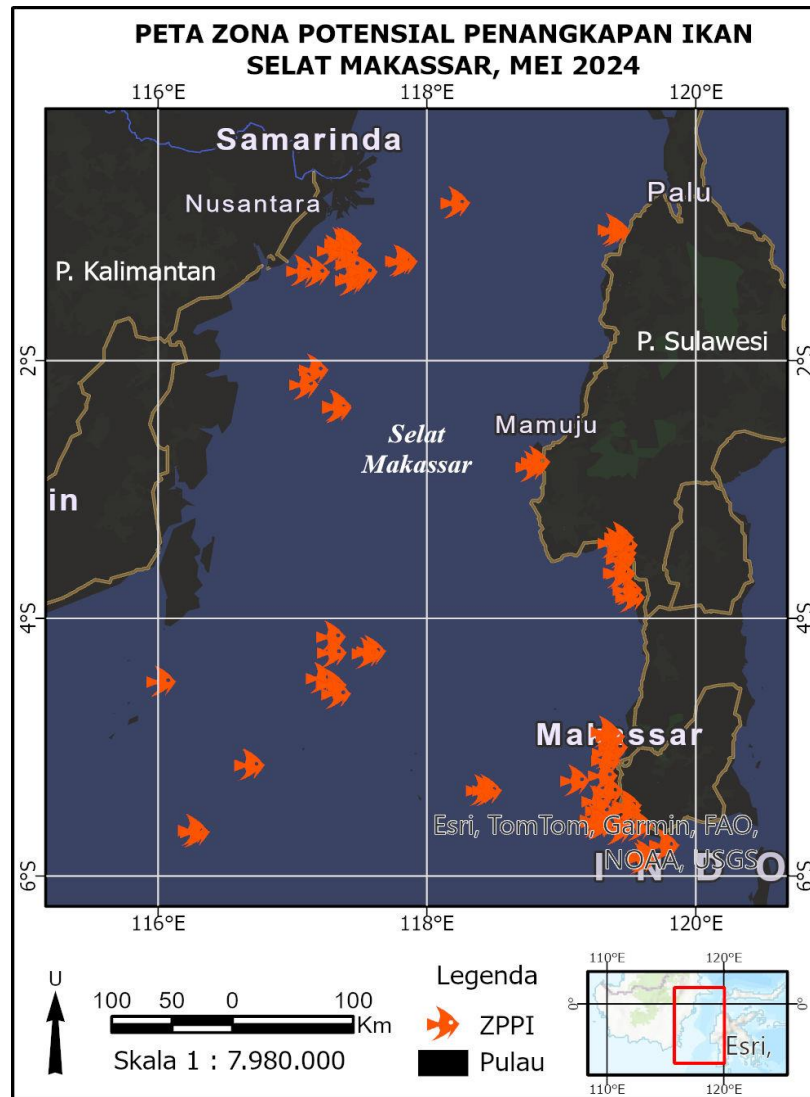 PETA ZONA POTENSIAL PENANGKAPAN IKAN
SELAT MAKASSAR, MEI 2024
116°E 118°E 120°E
Samarinda
Nusantara
Palu
P. Kalimantan
P. Sulawesi
2°S 2°S
Mamuju
Selat
Makassar
in
4°S 4°S
Makassar
Esri, TomTom, Garmin, FAO,
NOAA, USGS
I N D O
6°S 6°S
116°E 118°E 120°E
U
100 50 0 100
Km
Skala 1 : 7.980.000
Legenda
ZPPI
Pulau
110°E 120°E
0° 0°
Esri,
110°E 120°E